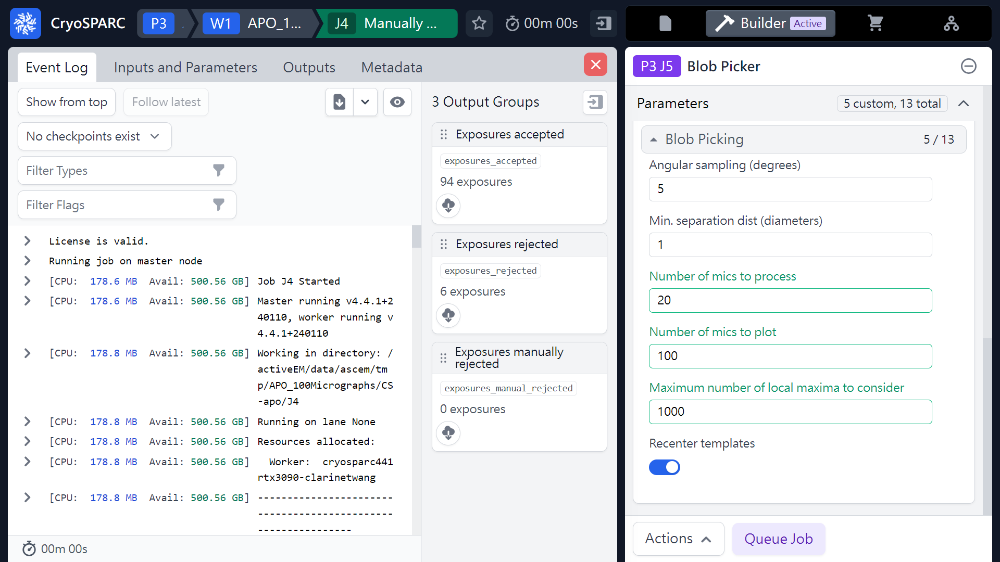 CryoSPARC
P3
W1 APO_1...
J4 Manually ...
00m 00s
Builder Active
Event Log
Inputs and Parameters
Outputs
Metadata
Show from top
Follow latest
No checkpoints exist
Filter Types
Filter Flags
License is valid.
Running job on master node
[CPU: 178.6 MB Avail: 500.56 GB] Job J4 Started
[CPU: 178.6 MB Avail: 500.56 GB] Master running v4.4.1+2
40110, worker running v
4.4.1+240110
[CPU: 178.8 MB Avail: 500.56 GB] Working in directory: /
activeEM/data/ascem/tm
p/APO_100Micrographs/CS
-apo/J4
[CPU: 178.8 MB Avail: 500.56 GB] Running on lane None
[CPU: 178.8 MB Avail: 500.56 GB] Resources allocated:
[CPU: 178.8 MB Avail: 500.56 GB] Worker: cryosparc441
rtx3090-clarinetwang
[CPU: 178.8 MB Avail: 500.56 GB] -----------------------
-----------------------
----------------
00m 00s
3 Output Groups
Exposures accepted
exposures_accepted
94 exposures
Exposures rejected
exposures_rejected
6 exposures
Exposures manually
rejected
exposures_manual_rejected
0 exposures
P3 J5 Blob Picker
Parameters
5 custom, 13 total
Blob Picking
5 / 13
Angular sampling (degrees)
5
Min. separation dist (diameters)
1
Number of mics to process
20
Number of mics to plot
100
Maximum number of local maxima to consider
1000
Recenter templates
Actions
Queue Job